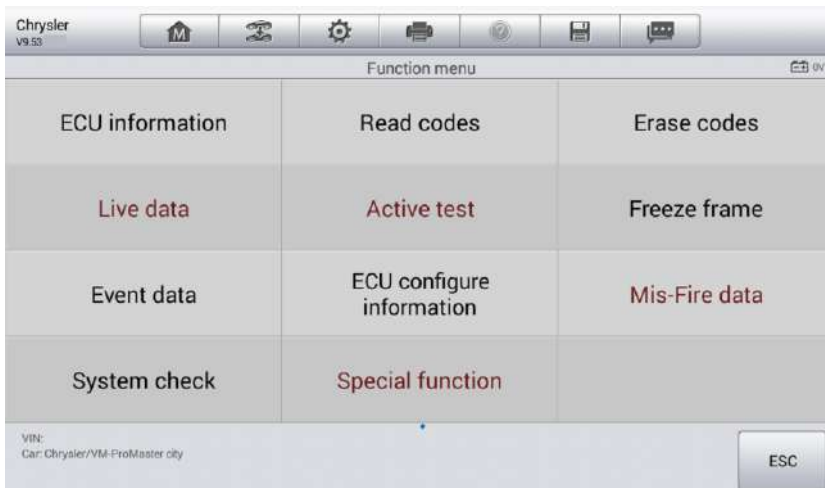 Chrysler
V9.53
Function menu
0V
ECU information
Read codes
Erase codes
Live data
Active test
Freeze frame
Event data
ECU configure
information
Mis-Fire data
System check
Special function
VIN:
Car: Chrysler/VM-ProMaster city
ESC